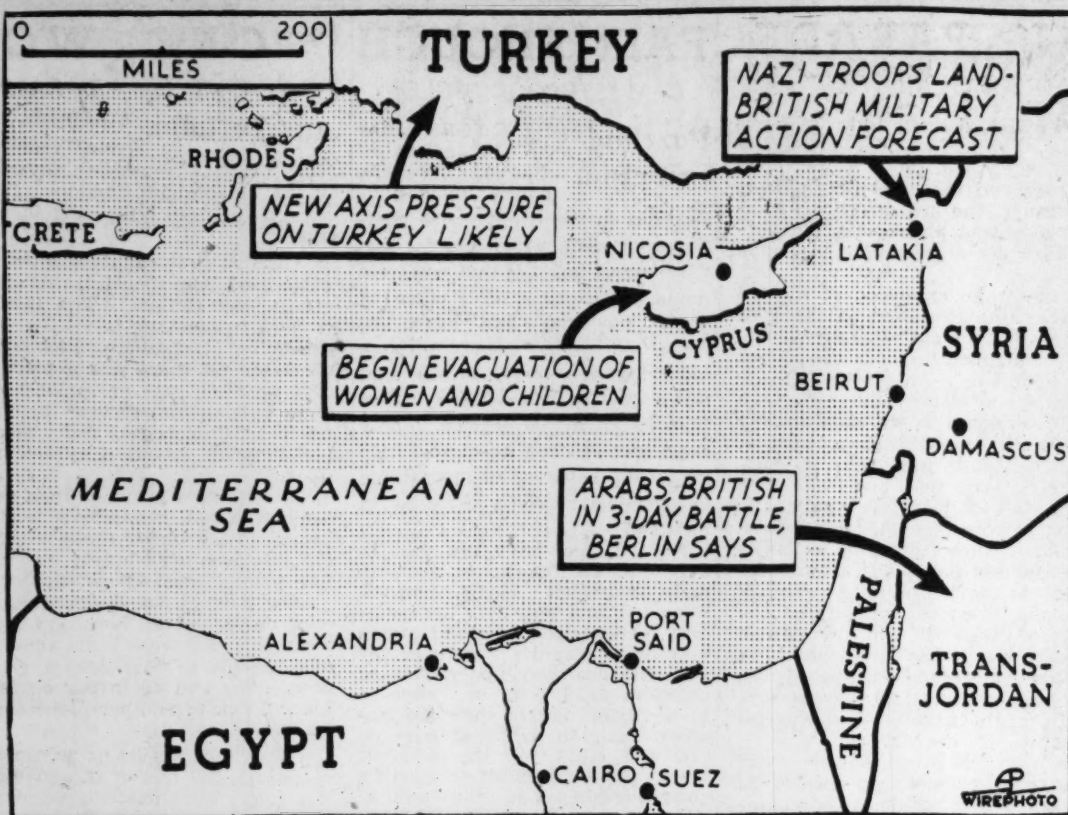 0 200
MILES
TURKEY
NAZI TROOPS LAND-
BRITISH MILITARY
ACTION FORECAST
RHODES
NEW AXIS PRESSURE
ON TURKEY LIKELY
CRETE
NICOSIA
LATAKIA
CYPRUS
SYRIA
BEGIN EVACUATION OF
WOMEN AND CHILDREN
BEIRUT
DAMASCUS
MEDITERRANEAN
SEA
ARABS, BRITISH
IN 3-DAY BATTLE,
BERLIN SAYS
PALESTINE
ALEXANDRIA
PORT
SAID
TRANS-
JORDAN
EGYPT
CAIRO
SUEZ
AP
WIREPHOTO